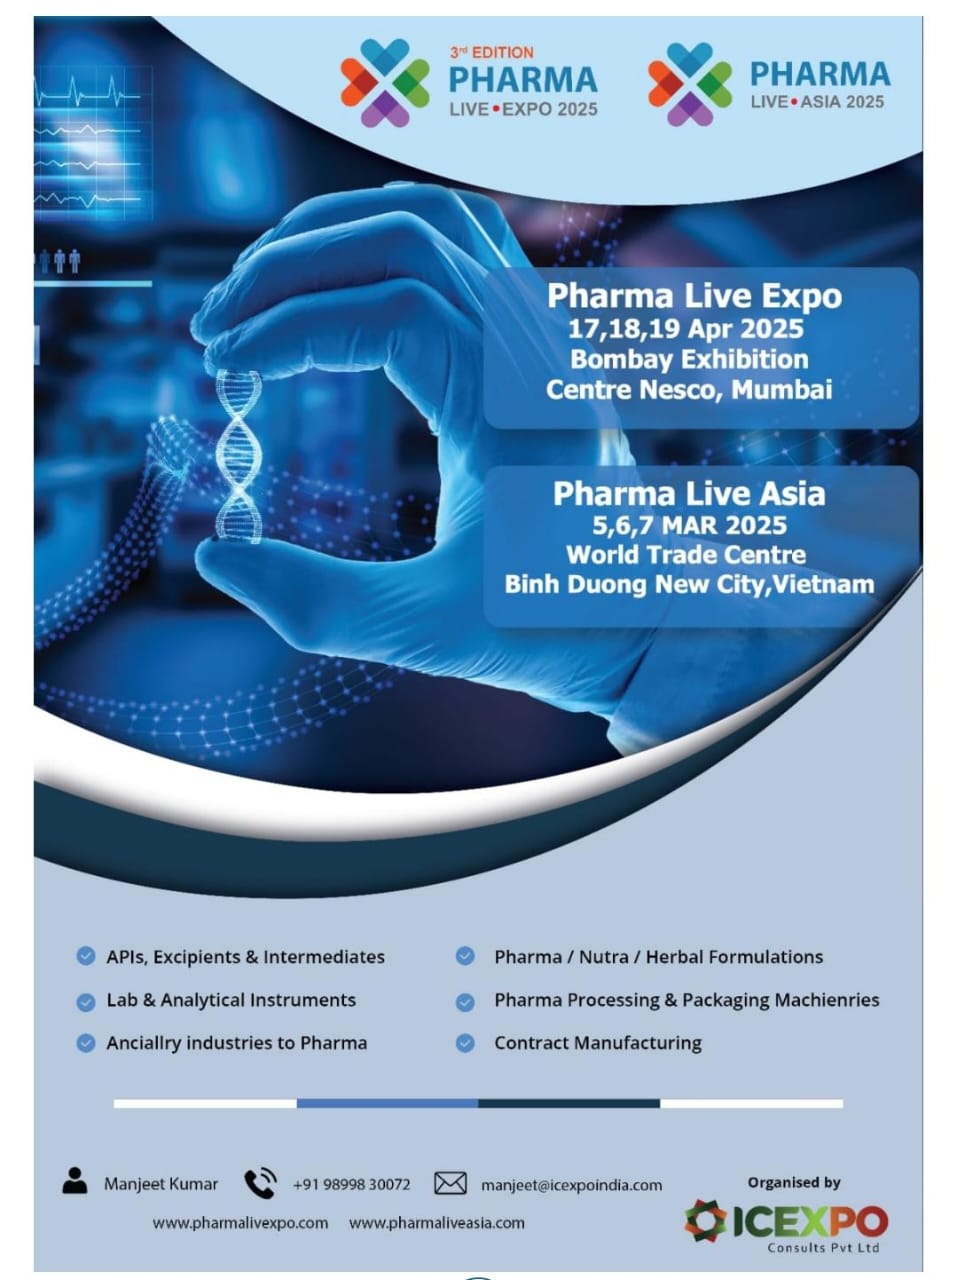 3rd EDITION
PHARMA
LIVE•EXPO 2025
PHARMA
LIVE•ASIA 2025
Pharma Live Expo
17,18,19 Apr 2025
Bombay Exhibition
Centre Nesco, Mumbai
Pharma Live Asia
5,6,7 MAR 2025
World Trade Centre
Binh Duong New City,Vietnam
APIs, Excipients & Intermediates
Pharma / Nutra / Herbal Formulations
Lab & Analytical Instruments
Pharma Processing & Packaging Machienries
Anciallry industries to Pharma
Contract Manufacturing
Manjeet Kumar
+91 98998 30072
manjeet@icexpoindia.com
www.pharmalivexpo.com www.pharmaliveasia.com
Organised by
ICEXPO
Consults Pvt Ltd